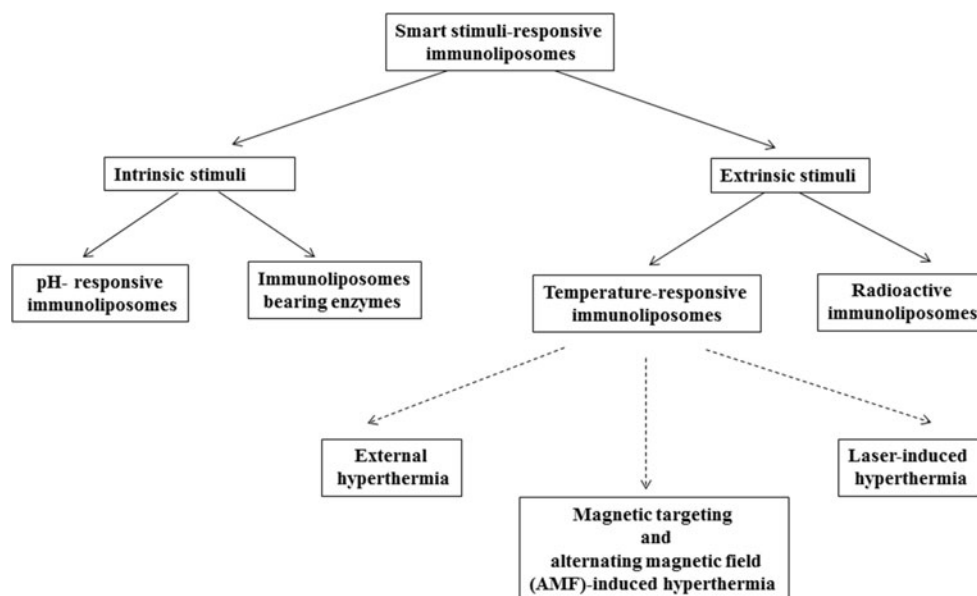 Smart stimuli-responsive
immunoliposomes
Intrinsic stimuli
Extrinsic stimuli
pH- responsive
immunoliposomes
Immunoliposomes
bearing enzymes
Temperature-responsive
immunoliposomes
Radioactive
immunoliposomes
External
hyperthermia
Magnetic targeting
and
alternating magnetic field
(AMF)-induced hyperthermia
Laser-induced
hyperthermia